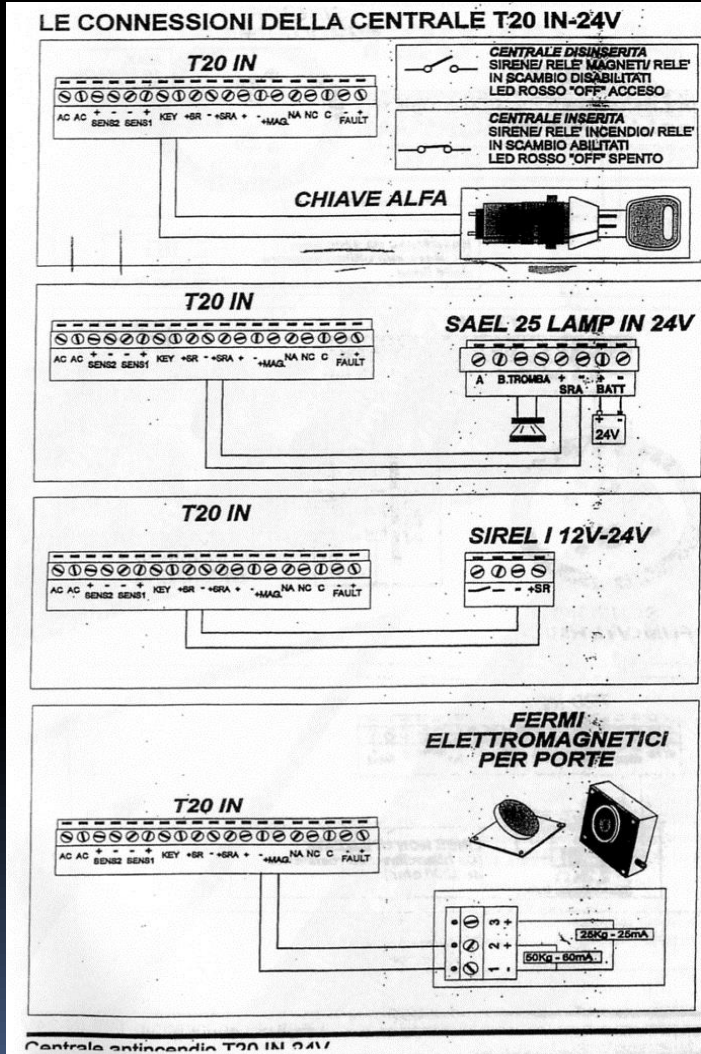 LE CONNESSIONI DELLA CENTRALE T20 IN-24V
T20 IN
AC AC + - SENS2 - + SENS1 KEY +SR - +SRA + - +MAG. NA NC C - + FAULT
CENTRALE DISINSERITA
SIRENE/ RELE' MAGNETI/ RELE'
IN SCAMBIO DISABILITATI
LED ROSSO "OFF" ACCESO
CENTRALE INSERITA
SIRENE/ RELE' INCENDIO/ RELE'
IN SCAMBIO ABILITATI
LED ROSSO "OFF" SPENTO
CHIAVE ALFA
T20 IN
AC AC + - SENS2 - + SENS1 KEY +SR - +SRA + - +MAG. NA NC C - + FAULT
SAEL 25 LAMP IN 24V
A B.TROMBA + - SRA + - BATT
+ -
24V
T20 IN
AC AC + - SENS2 - + SENS1 KEY +SR - +SRA + - +MAG. NA NC C - + FAULT
SIREL I 12V-24V
- +SR
FERMI
ELETTROMAGNETICI
PER PORTE
T20 IN
AC AC + - SENS2 - + SENS1 KEY +SR - +SRA + - +MAG. NA NC C - + FAULT
3 +
2 +
1 -
25Kg - 25mA
50Kg - 60mA
Centrale antincendio T20 IN 24V